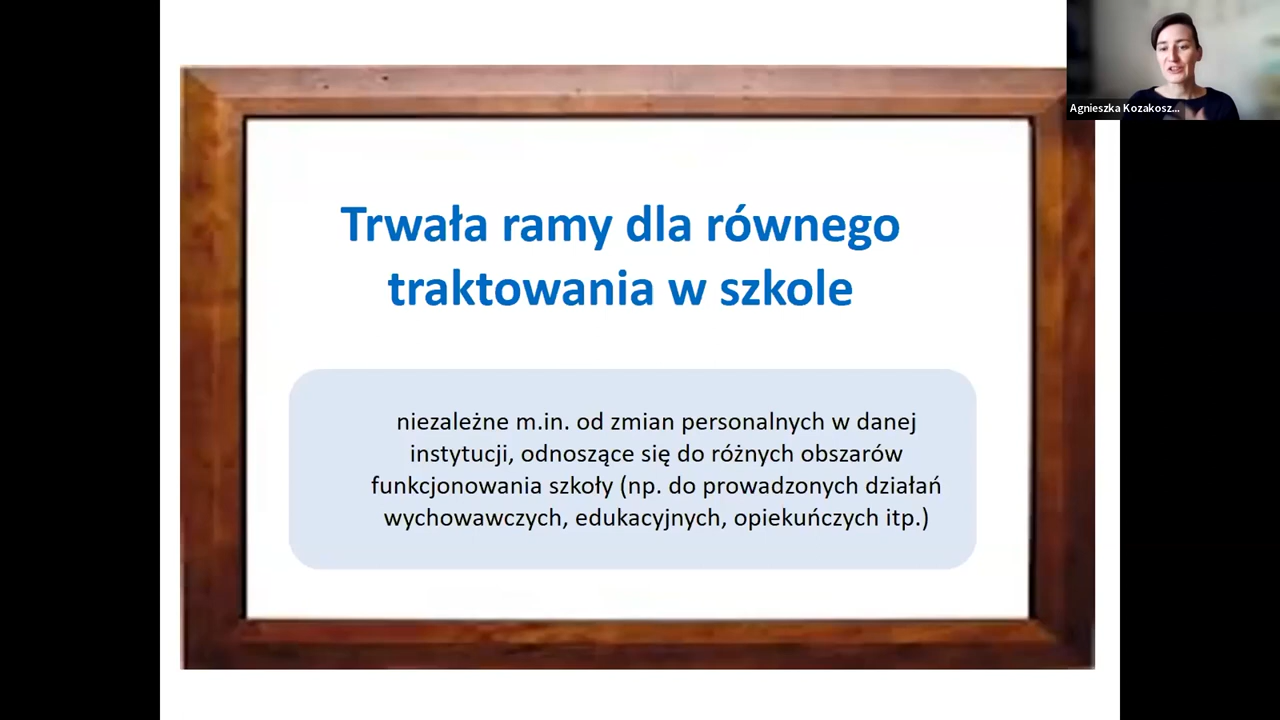 Agnieszka Kozakosz...
Trwała ramy dla równego
traktowania w szkole
niezależne m.in. od zmian personalnych w danej
instytucji, odnoszące się do różnych obszarów
funkcjonowania szkoły (np. do prowadzonych działań
wychowawczych, edukacyjnych, opiekuńczych itp.)